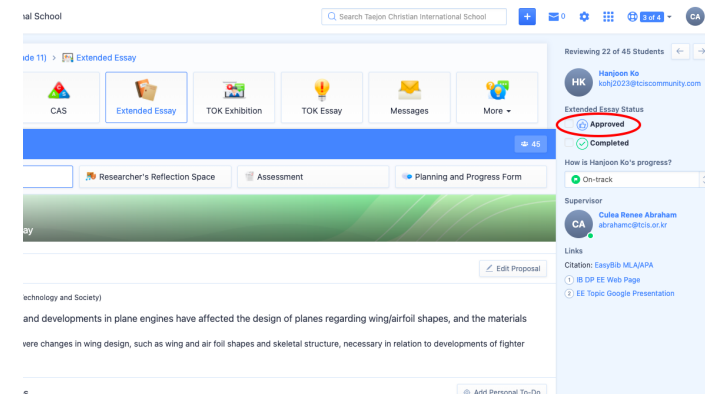 nal School
Search Taejon Christian International School
+
0
3 of 4
CA
de 11) > Extended Essay
CAS
Extended Essay
TOK Exhibition
TOK Essay
Messages
More
45
Researcher's Reflection Space
Assessment
Planning and Progress Form
ay
Edit Proposal
Technology and Society)
and developments in plane engines have affected the design of planes regarding wing/airfoil shapes, and the materials
were changes in wing design, such as wing and air foil shapes and skeletal structure, necessary in relation to developments of fighter
Add Personal To-Do
Reviewing 22 of 45 Students
HK
Hanjoon Ko
kohj2023@tciscommunity.com
Extended Essay Status
Approved
Completed
How is Hanjoon Ko's progress?
On-track
Supervisor
CA
Culea Renee Abraham
abrahamc@tcis.or.kr
Links
Citation: EasyBib MLA/APA
1 IB DP EE Web Page
2 EE Topic Google Presentation